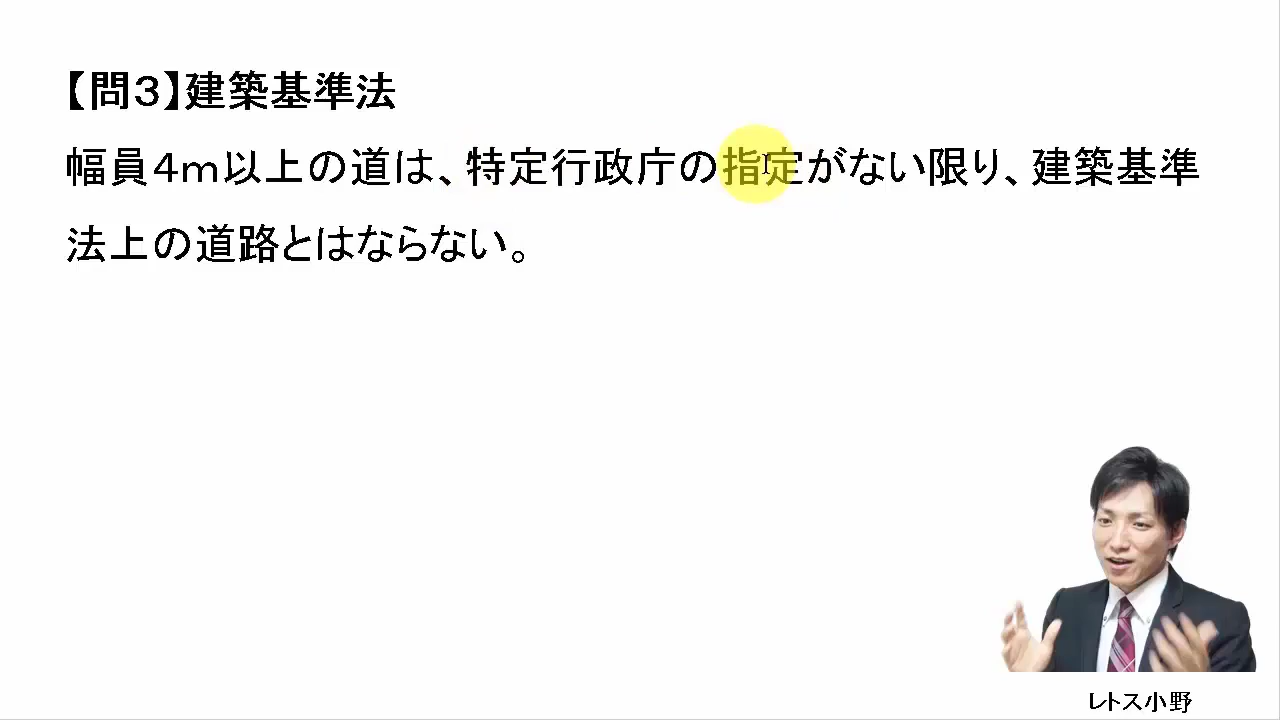 【問３】建築基準法
幅員４ｍ以上の道は、特定行政庁の指定がない限り、建築基準
法上の道路とはならない。
レトス小野